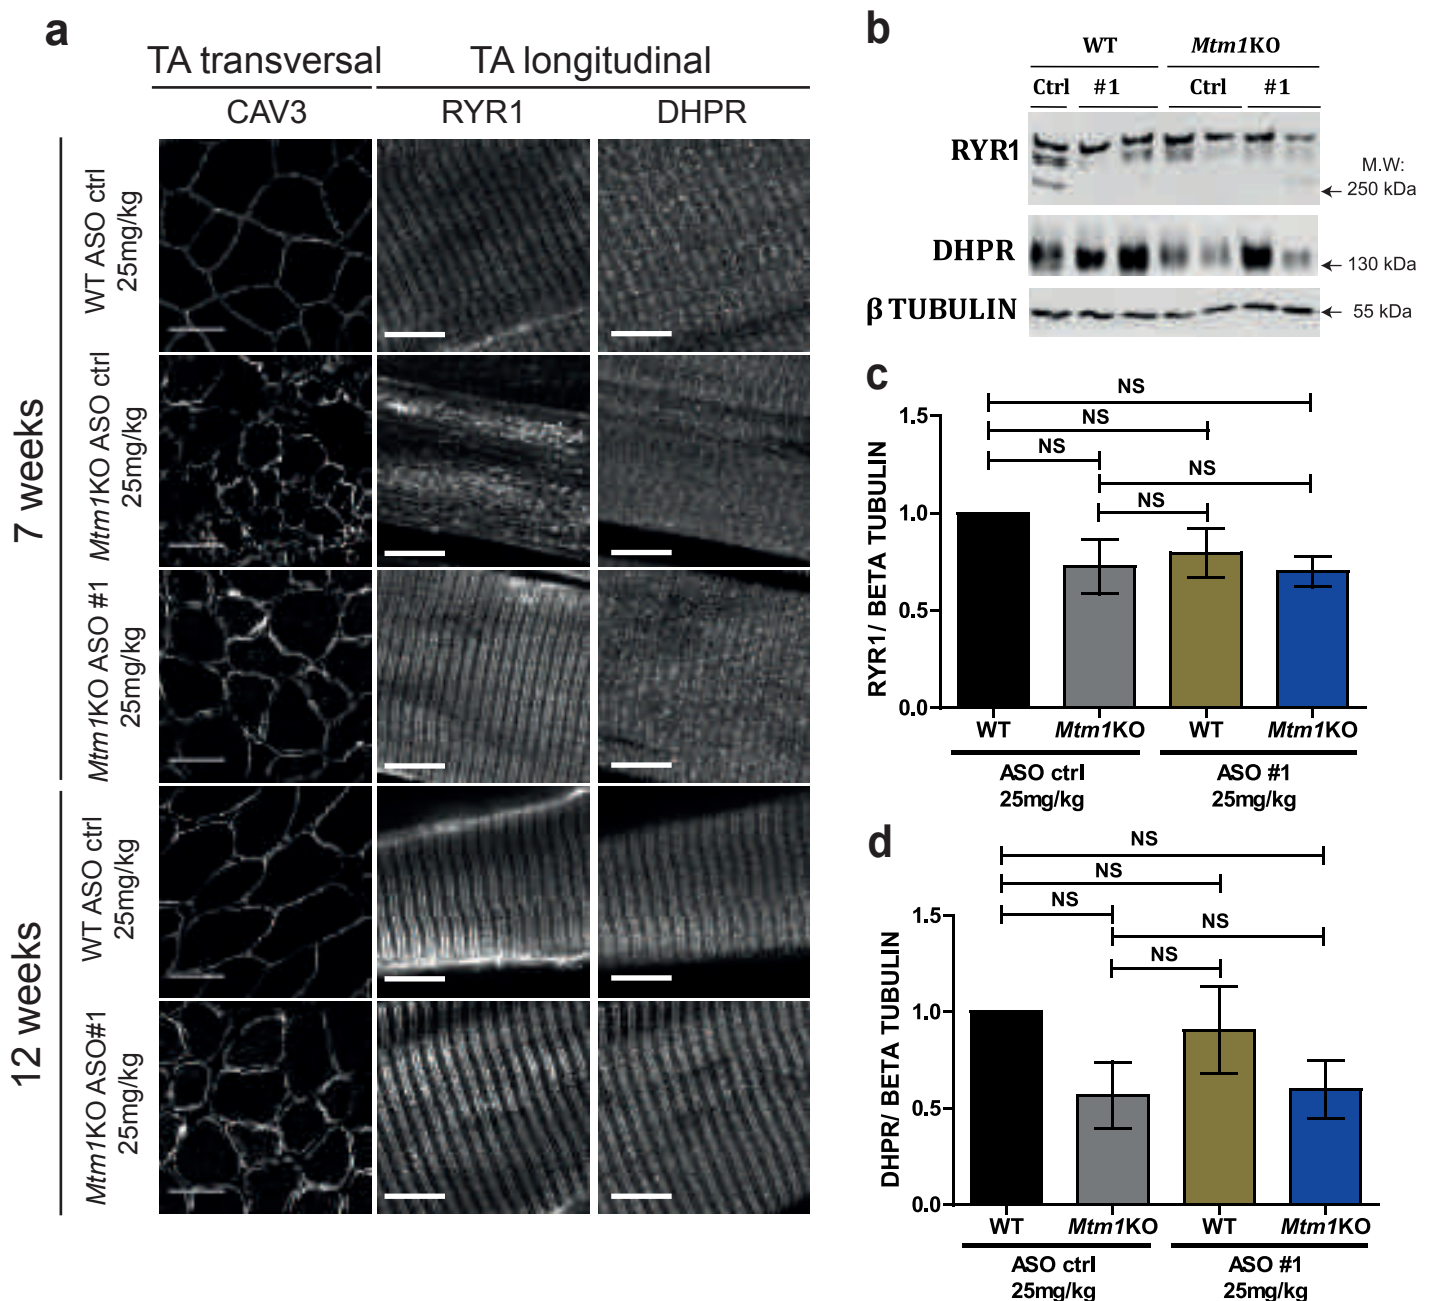 a
TA transversal
TA longitudinal
CAV3
RYR1
DHPR
7 weeks
WT ASO ctrl
25mg/kg
Mtm1KO ASO ctrl
25mg/kg
Mtm1KO ASO #1
25mg/kg
12 weeks
WT ASO ctrl
25mg/kg
Mtm1KO ASO#1
25mg/kg
b
WT
Mtm1KO
Ctrl
#1
Ctrl
#1
RYR1
M.W:
← 250 kDa
DHPR
← 130 kDa
β TUBULIN
← 55 kDa
c
NS
NS
NS
NS
NS
RYR1/ BETA TUBULIN
1.5
1.0
0.5
0.0
WT
Mtm1KO
WT
Mtm1KO
ASO ctrl
25mg/kg
ASO #1
25mg/kg
d
NS
NS
NS
NS
NS
DHPR/ BETA TUBULIN
1.5
1.0
0.5
0.0
WT
Mtm1KO
WT
Mtm1KO
ASO ctrl
25mg/kg
ASO #1
25mg/kg